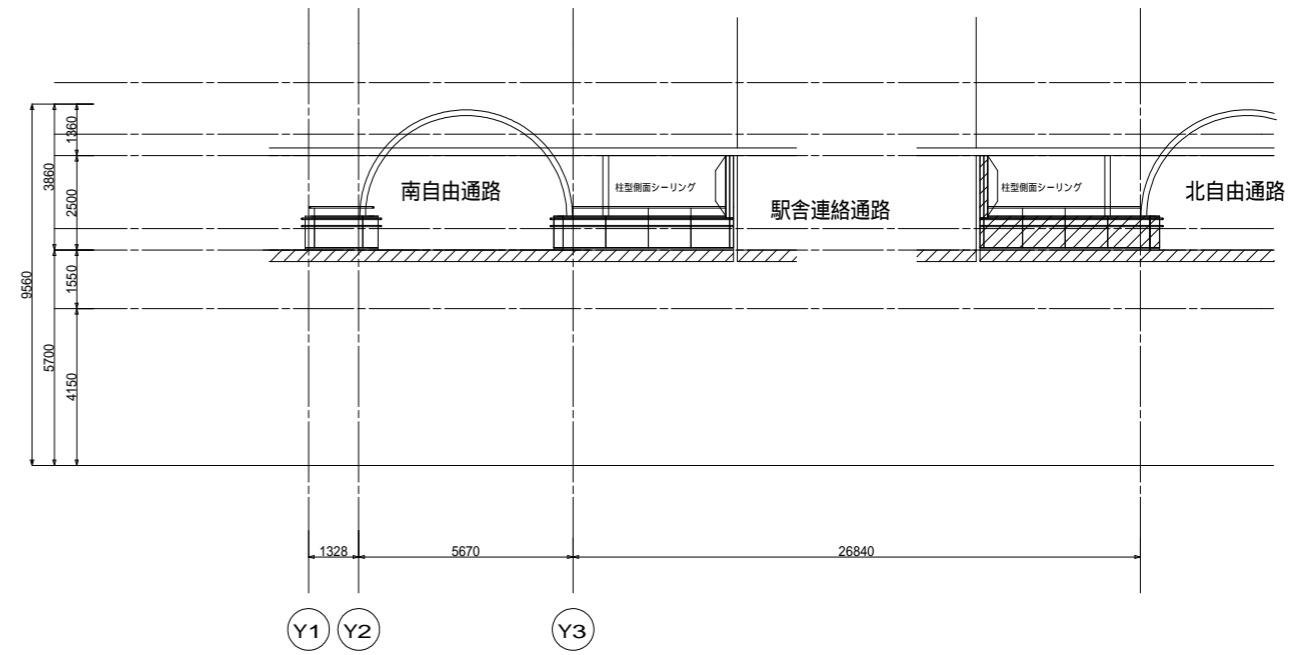 1360
3860
2500
南自由通路
柱型側面シーリング
駅舎連絡通路
柱型側面シーリング
北自由通路
1550
9560
5700
4150
1328
5670
26840
Y1
Y2
Y3